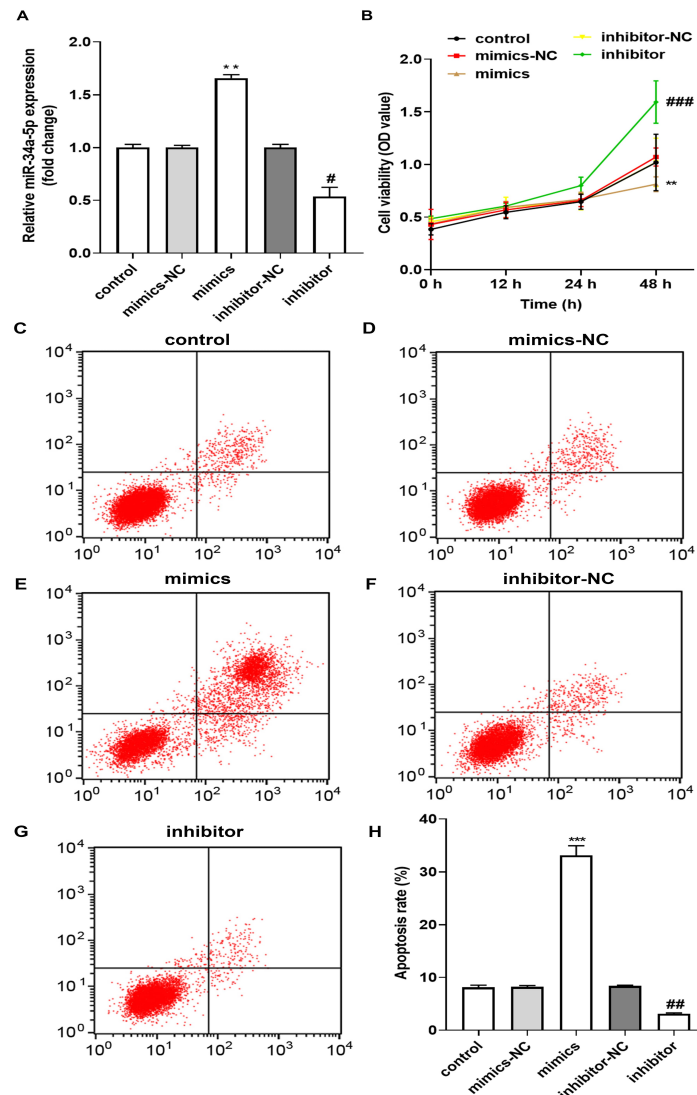 A
Relative miR-34a-5p expression
(fold change)
2.0
1.5
1.0
0.5
0.0
**
#
control
mimics-NC
mimics
inhibitor-NC
inhibitor
B
control
mimics-NC
mimics
inhibitor-NC
inhibitor
Cell viability (OD value)
2.0
1.5
1.0
0.5
0.0
###
**
0 h
12 h
24 h
48 h
Time (h)
C
control
10⁴
10³
10²
10¹
10⁰
10⁰ 10¹ 10² 10³ 10⁴
D
mimics-NC
10⁴
10³
10²
10¹
10⁰
10⁰ 10¹ 10² 10³ 10⁴
E
mimics
10⁴
10³
10²
10¹
10⁰
10⁰ 10¹ 10² 10³ 10⁴
F
inhibitor-NC
10⁴
10³
10²
10¹
10⁰
10⁰ 10¹ 10² 10³ 10⁴
G
inhibitor
10⁴
10³
10²
10¹
10⁰
10⁰ 10¹ 10² 10³ 10⁴
H
Apoptosis rate (%)
40
30
20
10
0
***
##
control
mimics-NC
mimics
inhibitor-NC
inhibitor